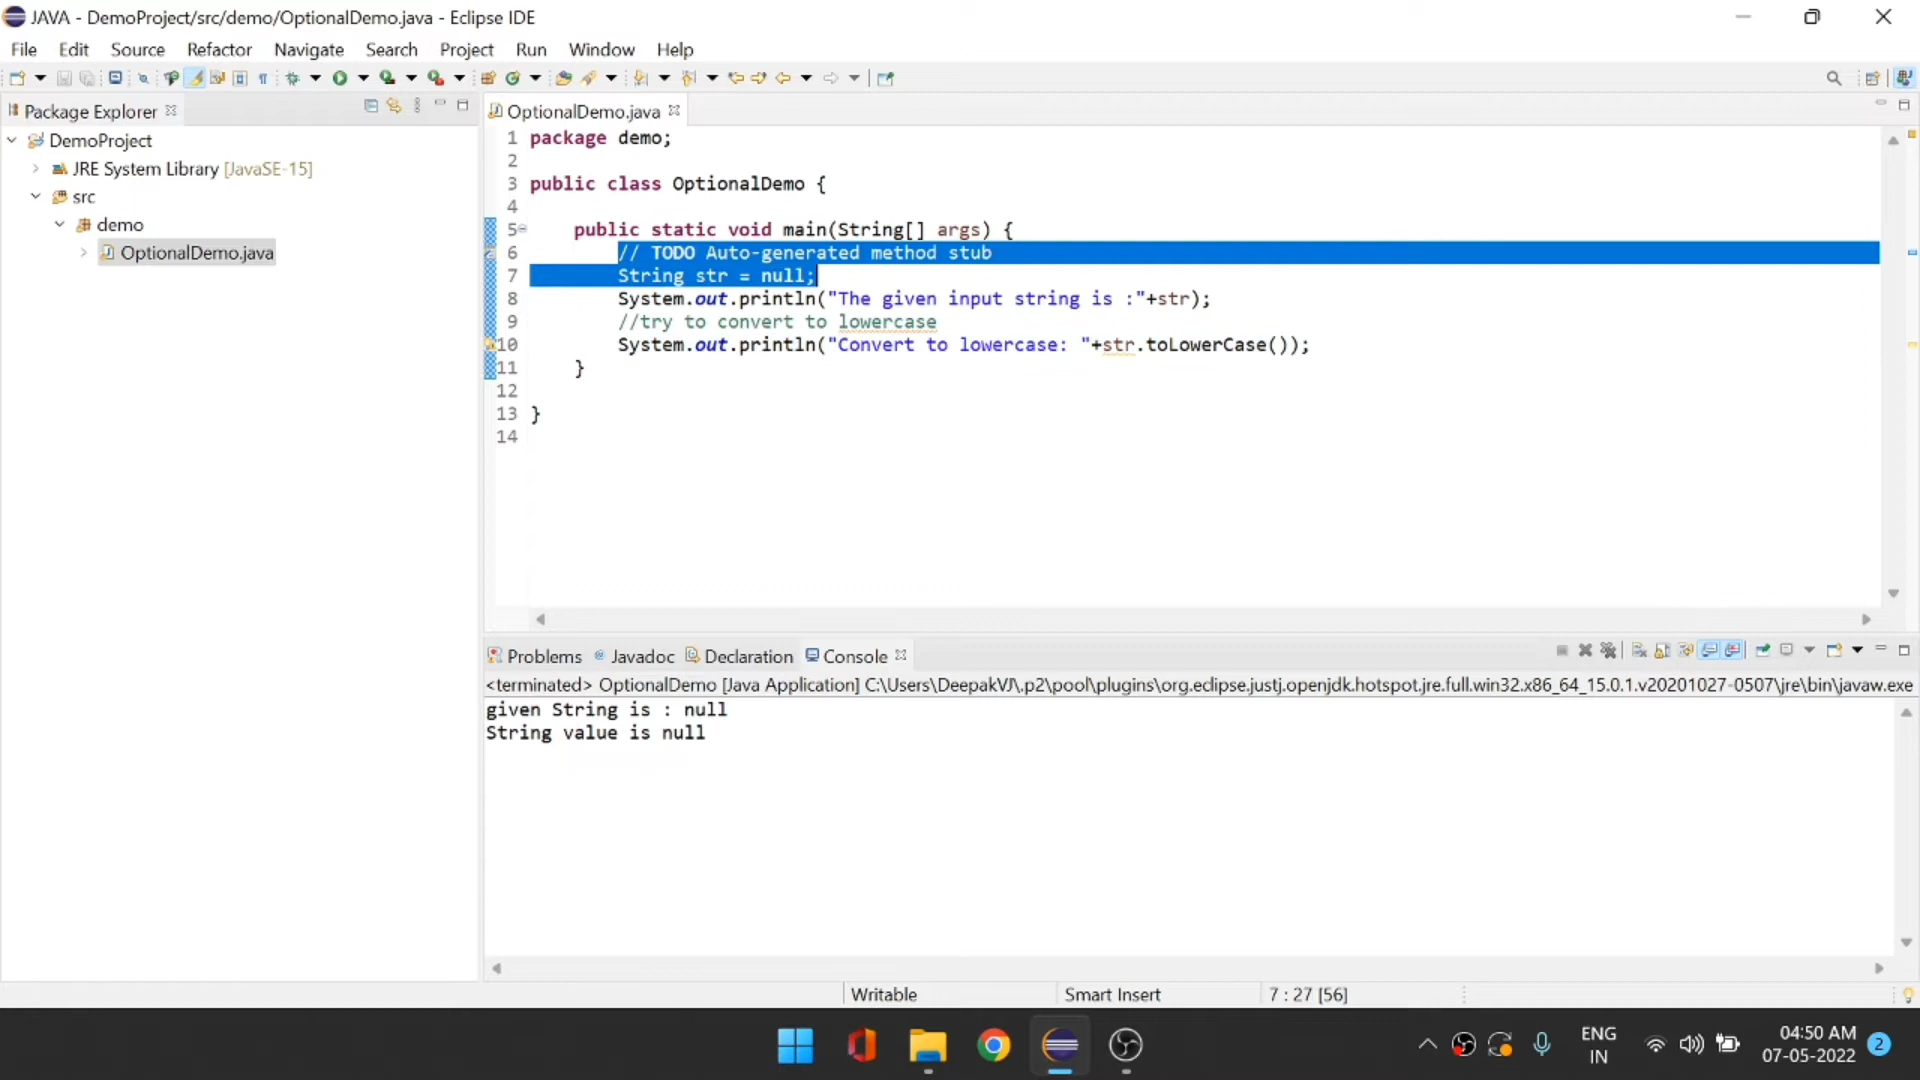 JAVA - DemoProject/src/demo/OptionalDemo.java - Eclipse IDE
File Edit Source Refactor Navigate Search Project Run Window Help
Package Explorer
DemoProject
JRE System Library [JavaSE-15]
src
demo
OptionalDemo.java
OptionalDemo.java
1 package demo;
2
3 public class OptionalDemo {
4
5 public static void main(String[] args) {
6 // TODO Auto-generated method stub
7 String str = null;
8 System.out.println("The given input string is :"+str);
9 //try to convert to lowercase
10 System.out.println("Convert to lowercase: "+str.toLowerCase());
11 }
12
13 }
14
Problems @ Javadoc Declaration Console
<terminated> OptionalDemo [Java Application] C:\Users\DeepakVJ\.p2\pool\plugins\org.eclipse.justj.openjdk.hotspot.jre.full.win32.x86_64_15.0.1.v20201027-0507\jre\bin\javaw.exe
given String is : null
String value is null
Writable Smart Insert 7 : 27 [56]
ENG
IN
04:50 AM
07-05-2022
2